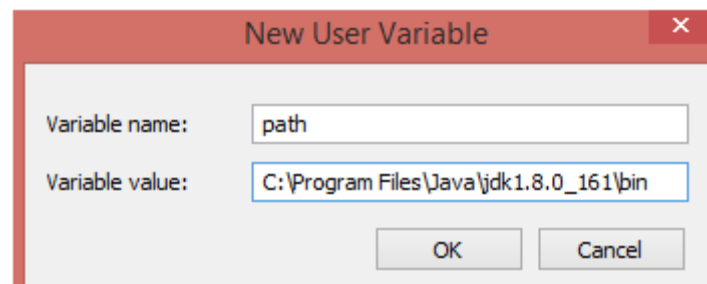 New User Variable
Variable name: path
Variable value: C:\Program Files\Java\jdk1.8.0_161\bin
OK Cancel